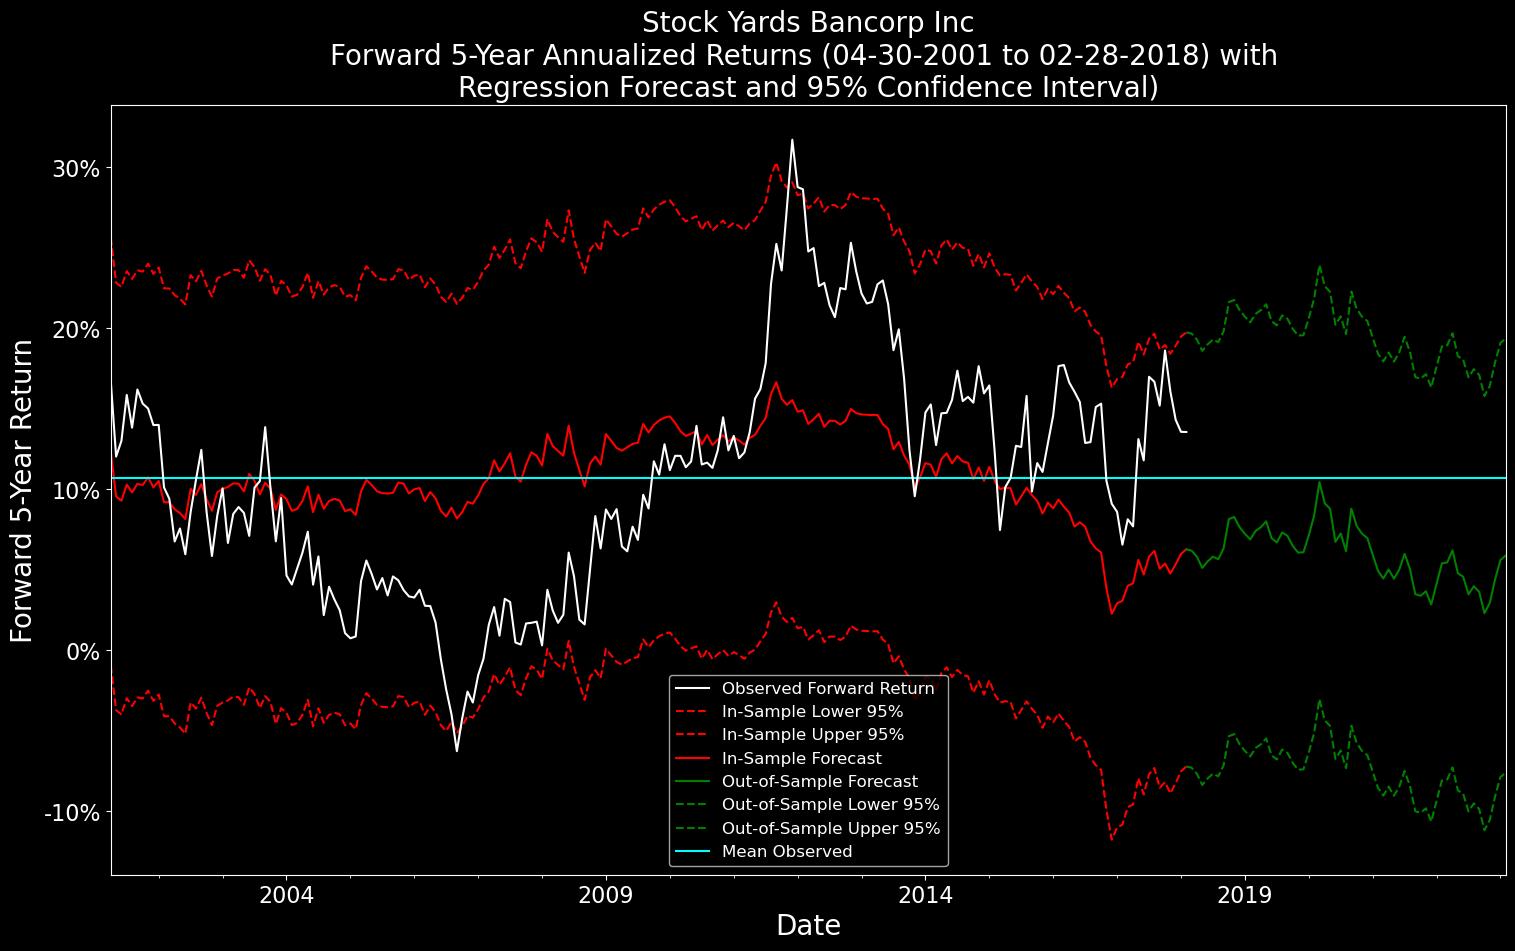 Stock Yards Bancorp Inc
Forward 5-Year Annualized Returns (04-30-2001 to 02-28-2018) with
Regression Forecast and 95% Confidence Interval)
Forward 5-Year Return
30%
20%
10%
0%
-10%
Observed Forward Return
In-Sample Lower 95%
In-Sample Upper 95%
In-Sample Forecast
Out-of-Sample Forecast
Out-of-Sample Lower 95%
Out-of-Sample Upper 95%
Mean Observed
2004
2009
2014
2019
Date